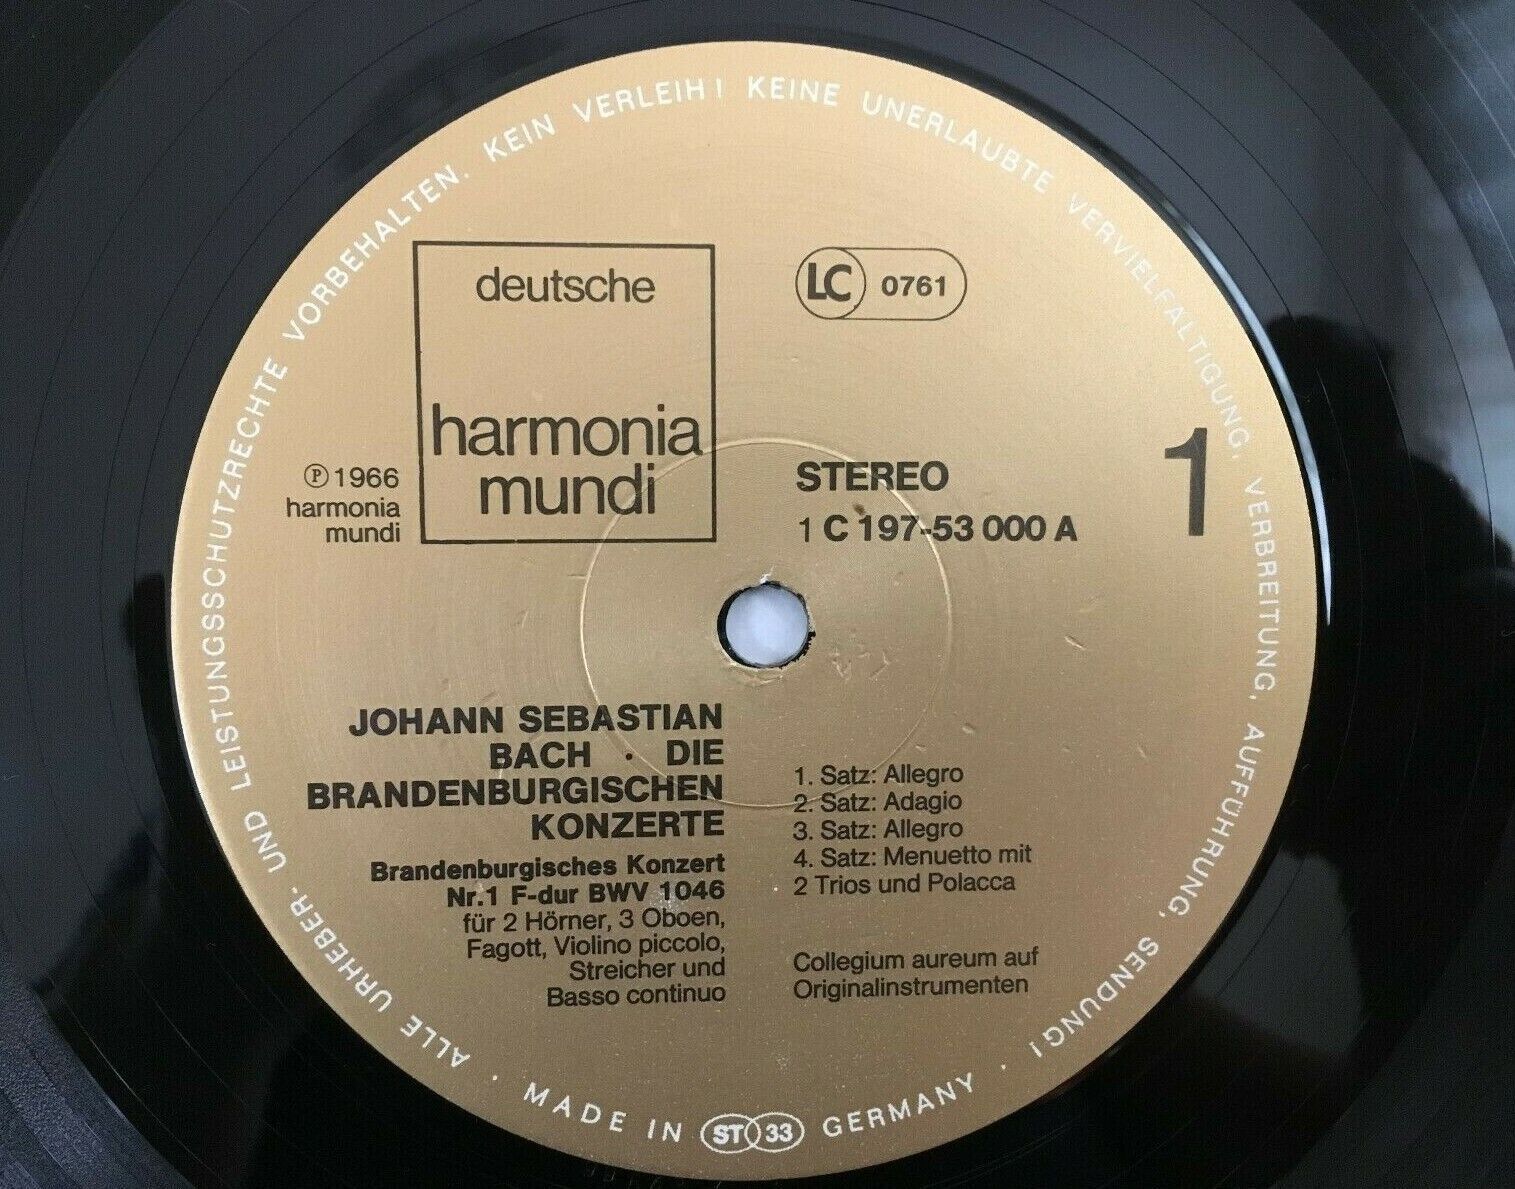 ALLE URHEBER- UND LEISTUNGSSCHUTZRECHTE VORBEHALTEN. KEIN VERLEIH! KEINE UNERLAUBTE VERVIELFÄLTIGUNG, VERBREITUNG, AUFFÜHRUNG, SENDUNG!
deutsche
harmonia
mundi
LC 0761
℗ 1966
harmonia
mundi
STEREO
1 C 197-53 000 A
1
JOHANN SEBASTIAN
BACH · DIE
BRANDENBURGISCHEN
KONZERTE
Brandenburgisches Konzert
Nr.1 F-dur BWV 1046
für 2 Hörner, 3 Oboen,
Fagott, Violino piccolo,
Streicher und
Basso continuo
1. Satz: Allegro
2. Satz: Adagio
3. Satz: Allegro
4. Satz: Menuetto mit
2 Trios und Polacca
Collegium aureum auf
Originalinstrumenten
· MADE IN ST 33 GERMANY ·